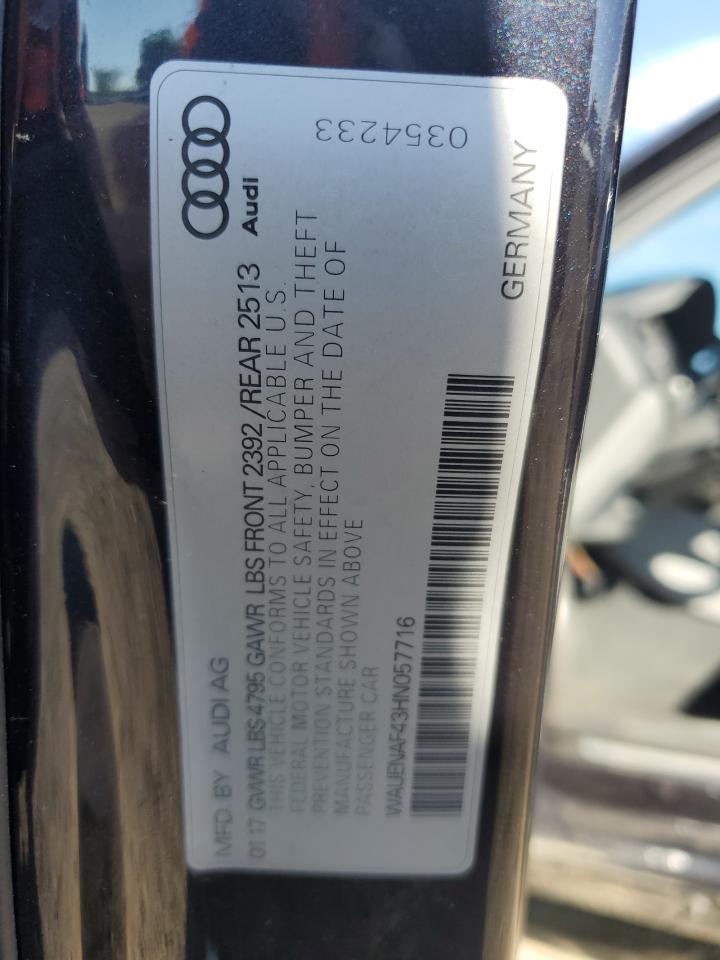 MFD. BY AUDI AG
Audi
01 17 GVWR LBS 4795 GAWR LBS FRONT 2392 /REAR 2513
THIS VEHICLE CONFORMS TO ALL APPLICABLE U.S.
FEDERAL MOTOR VEHICLE SAFETY, BUMPER AND THEFT
PREVENTION STANDARDS IN EFFECT ON THE DATE OF
MANUFACTURE SHOWN ABOVE
PASSENGER CAR
WAUENAF43HN057716
GERMANY
0354233